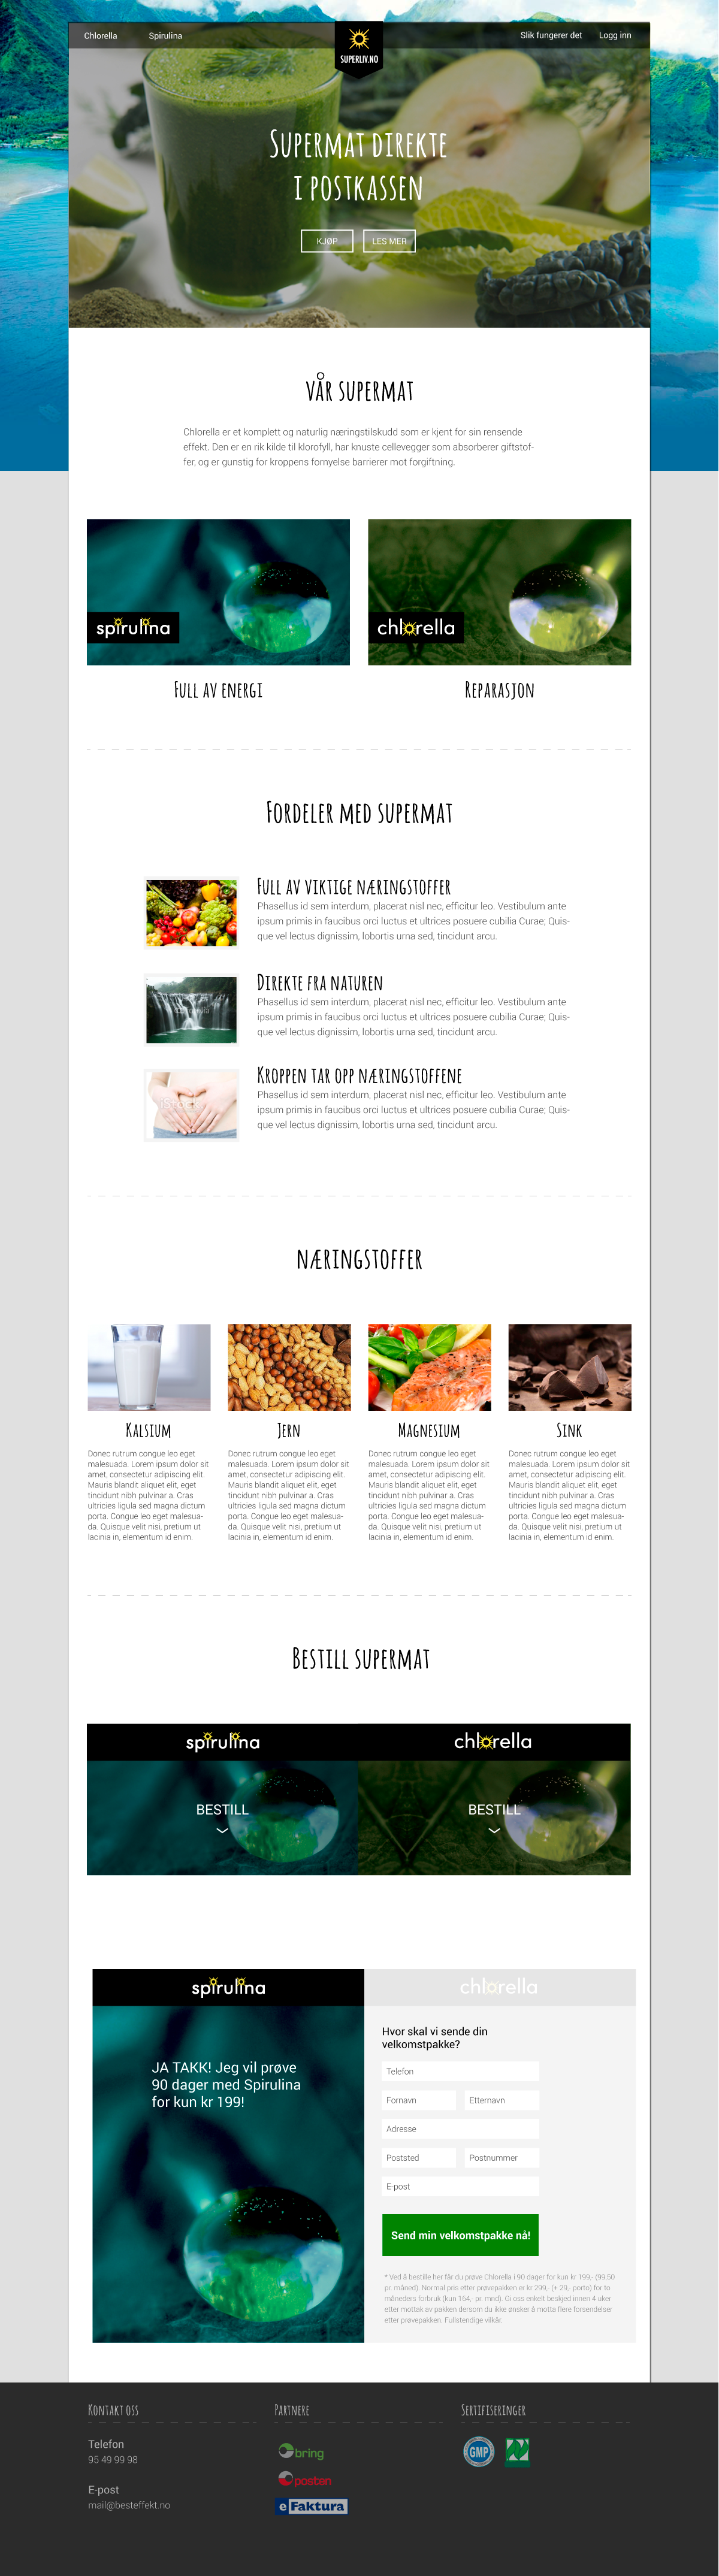 Chlorella
Spirulina
SUPERLIV.NO
Slik fungerer det
Logg inn
Supermat direkte
i postkassen
KJØP
LES MER
Vår supermat
Chlorella er et komplett og naturlig næringstilskudd som er kjent for sin rensende
effekt. Den er en rik kilde til klorofyll, har knuste cellevegger som absorberer giftstof-
fer, og er gunstig for kroppens fornyelse barrierer mot forgiftning.
spirulina
chlorella
Full av energi
Reparasjon
Fordeler med supermat
Full av viktige næringstoffer
Phasellus id sem interdum, placerat nisl nec, efficitur leo. Vestibulum ante
ipsum primis in faucibus orci luctus et ultrices posuere cubilia Curae; Quis-
que vel lectus dignissim, lobortis urna sed, tincidunt arcu.
Direkte fra naturen
Phasellus id sem interdum, placerat nisl nec, efficitur leo. Vestibulum ante
ipsum primis in faucibus orci luctus et ultrices posuere cubilia Curae; Quis-
que vel lectus dignissim, lobortis urna sed, tincidunt arcu.
Kroppen tar opp næringstoffene
Phasellus id sem interdum, placerat nisl nec, efficitur leo. Vestibulum ante
ipsum primis in faucibus orci luctus et ultrices posuere cubilia Curae; Quis-
que vel lectus dignissim, lobortis urna sed, tincidunt arcu.
næringstoffer
Kalsium
Donec rutrum congue leo eget
malesuada. Lorem ipsum dolor sit
amet, consectetur adipiscing elit.
Mauris blandit aliquet elit, eget
tincidunt nibh pulvinar a. Cras
ultricies ligula sed magna dictum
porta. Congue leo eget malesua-
da. Quisque velit nisi, pretium ut
lacinia in, elementum id enim.
Jern
Donec rutrum congue leo eget
malesuada. Lorem ipsum dolor sit
amet, consectetur adipiscing elit.
Mauris blandit aliquet elit, eget
tincidunt nibh pulvinar a. Cras
ultricies ligula sed magna dictum
porta. Congue leo eget malesua-
da. Quisque velit nisi, pretium ut
lacinia in, elementum id enim.
Magnesium
Donec rutrum congue leo eget
malesuada. Lorem ipsum dolor sit
amet, consectetur adipiscing elit.
Mauris blandit aliquet elit, eget
tincidunt nibh pulvinar a. Cras
ultricies ligula sed magna dictum
porta. Congue leo eget malesua-
da. Quisque velit nisi, pretium ut
lacinia in, elementum id enim.
Sink
Donec rutrum congue leo eget
malesuada. Lorem ipsum dolor sit
amet, consectetur adipiscing elit.
Mauris blandit aliquet elit, eget
tincidunt nibh pulvinar a. Cras
ultricies ligula sed magna dictum
porta. Congue leo eget malesua-
da. Quisque velit nisi, pretium ut
lacinia in, elementum id enim.
Bestill supermat
spirulina
chlorella
BESTILL
BESTILL
spirulina
chlorella
JA TAKK! Jeg vil prøve
90 dager med Spirulina
for kun kr 199!
Hvor skal vi sende din
velkomstpakke?
Telefon
Fornavn
Etternavn
Adresse
Poststed
Postnummer
E-post
Send min velkomstpakke nå!
* Ved å bestille her får du prøve Chlorella i 90 dager for kun kr 199,- (99,50
pr. måned). Normal pris etter prøvepakken er kr 299,- (+ 29,- porto) for to
måneders forbruk (kun 164,- pr. mnd). Gi oss enkelt beskjed innen 4 uker
etter mottak av pakken dersom du ikke ønsker å motta flere forsendelser
etter prøvepakken. Fullstendige vilkår.
Kontakt oss
Telefon
95 49 99 98
E-post
mail@besteffekt.no
Partnere
bring
posten
eFaktura
Sertifiseringer
GMP